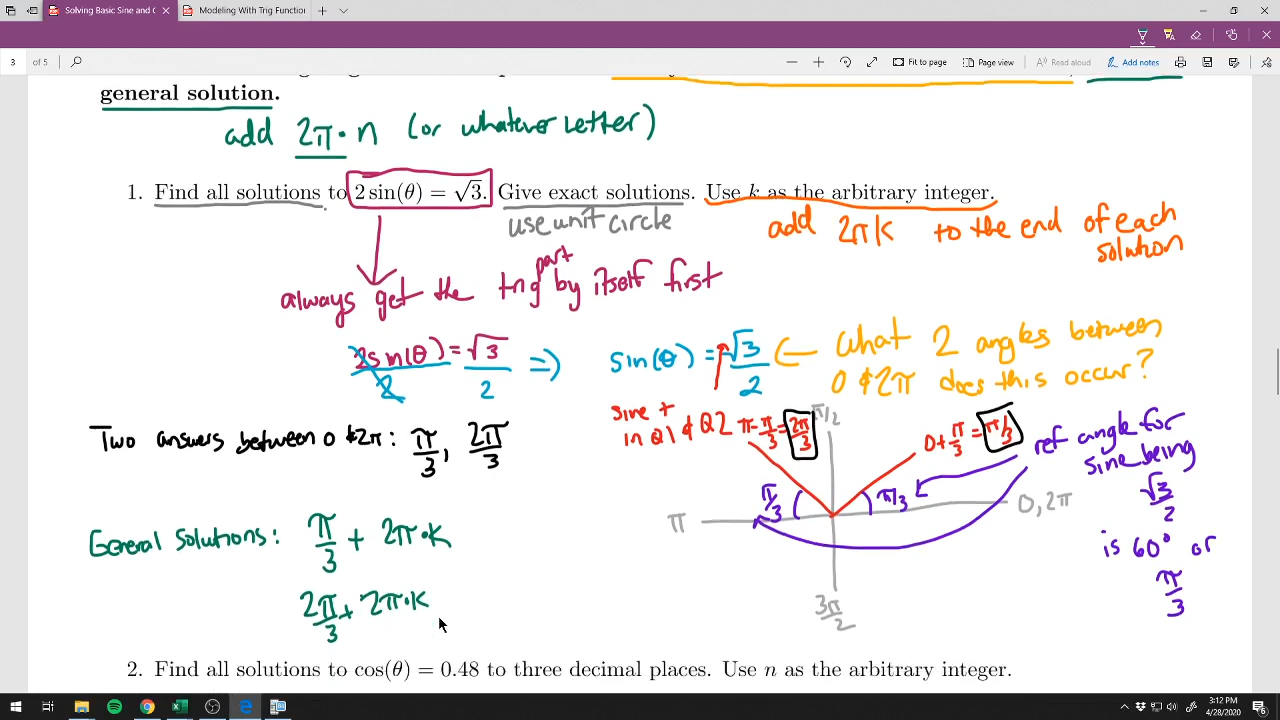 Solving Basic Sine and C
Modeling With Trig Function
3 of 5
Fit to page
Page view
Read aloud
Add notes
general solution.
add 2π·n (or whatever letter)
1. Find all solutions to 2 sin(θ) = √3. Give exact solutions. Use k as the arbitrary integer.
use unit circle
add 2πk to the end of each
solution
part
always get the trig by itself first
2sin(θ)/2 = √3/2 ⇒ sin(θ) = √3/2 ← What 2 angles between
0 & 2π does this occur?
sine +
in Q1 & Q2
π - π/3 = 2π/3
π/2
0 + π/3 = π/3
ref angle for
sine being
√3/2
is 60° or
π/3
Two answers between 0 & 2π: π/3, 2π/3
π/3
π/3
π
0, 2π
3π/2
General Solutions: π/3 + 2π·k
2π/3 + 2π·k
2. Find all solutions to cos(θ) = 0.48 to three decimal places. Use n as the arbitrary integer.
3:12 PM
4/28/2020